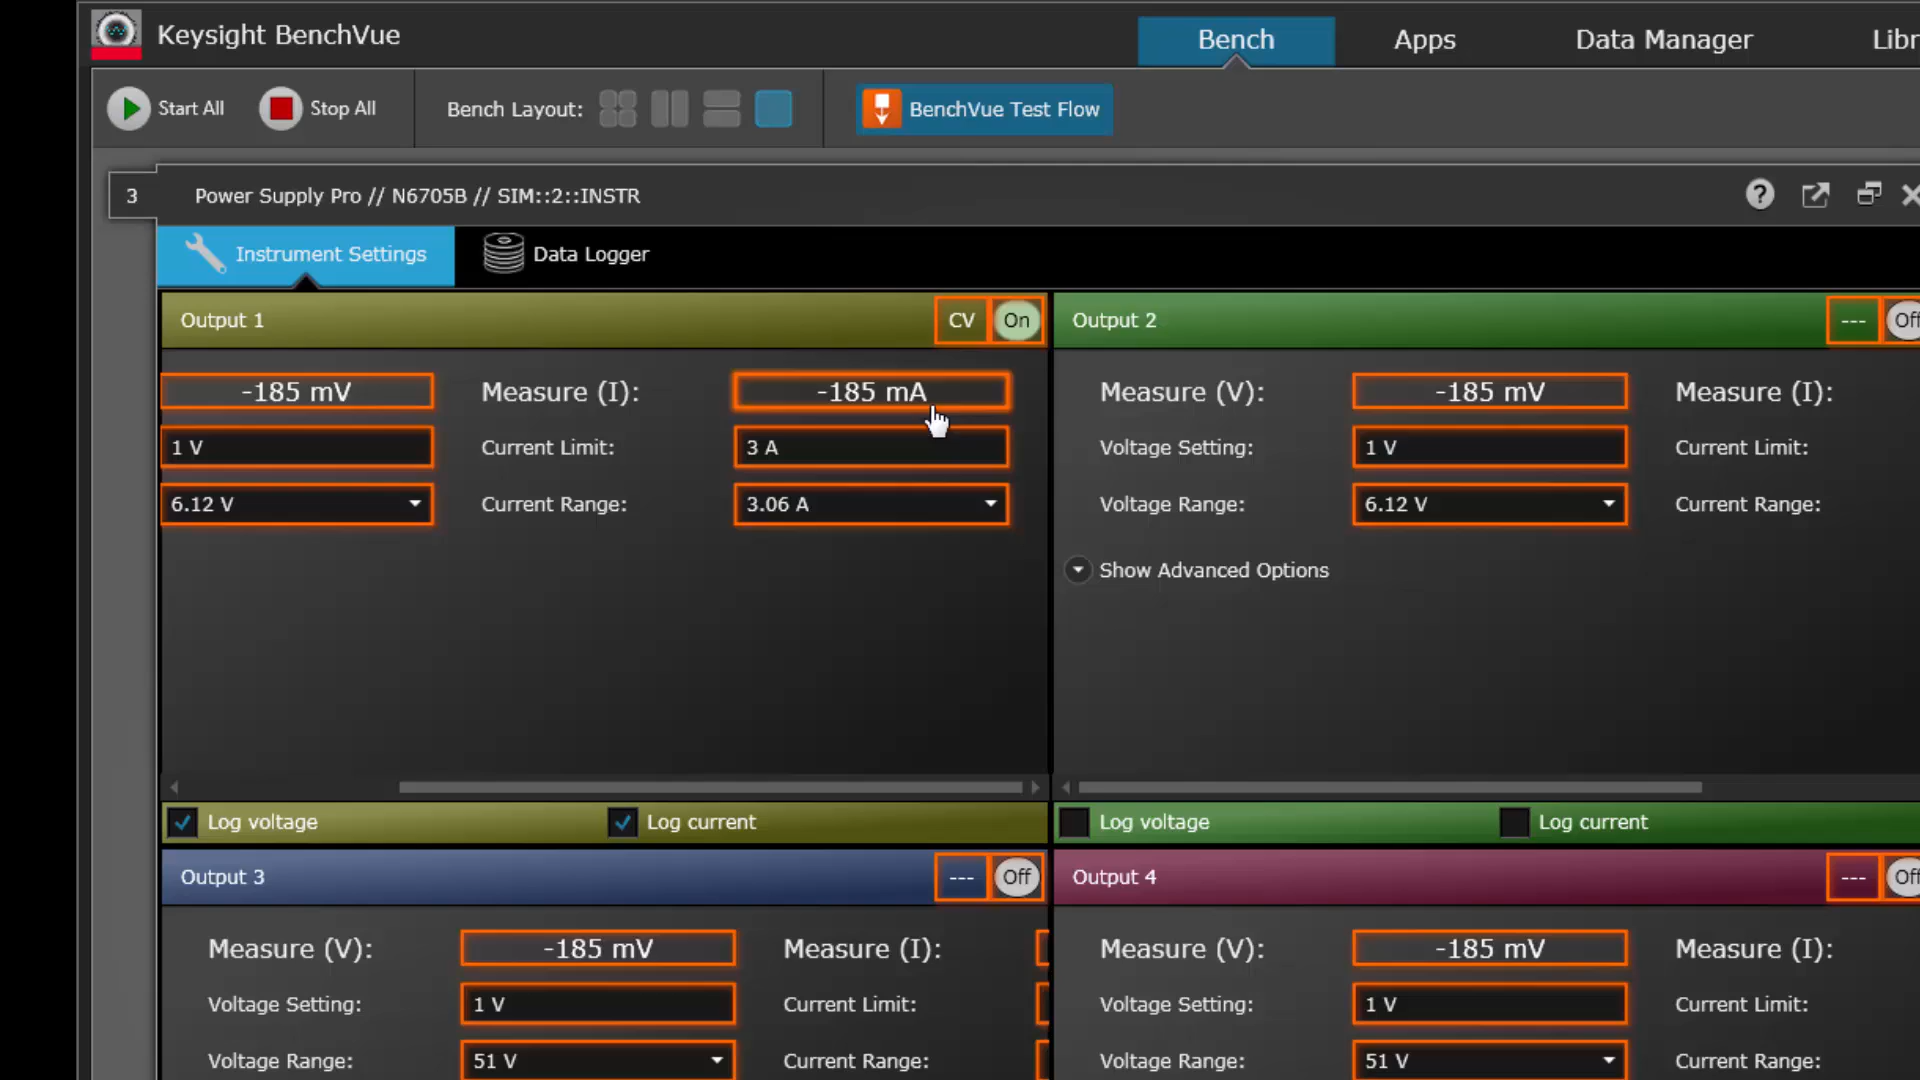 Keysight BenchVue
Bench
Apps
Data Manager
Libr
Start All
Stop All
Bench Layout:
BenchVue Test Flow
3
Power Supply Pro // N6705B // SIM::2::INSTR
?
Instrument Settings
Data Logger
Output 1
CV
On
Output 2
---
Off
-185 mV
Measure (I):
-185 mA
Measure (V):
-185 mV
Measure (I):
1 V
Current Limit:
3 A
Voltage Setting:
1 V
Current Limit:
6.12 V
Current Range:
3.06 A
Voltage Range:
6.12 V
Current Range:
Show Advanced Options
Log voltage
Log current
Log voltage
Log current
Output 3
---
Off
Output 4
---
Off
Measure (V):
-185 mV
Measure (I):
Measure (V):
-185 mV
Measure (I):
Voltage Setting:
1 V
Current Limit:
Voltage Setting:
1 V
Current Limit:
Voltage Range:
51 V
Current Range:
Voltage Range:
51 V
Current Range: